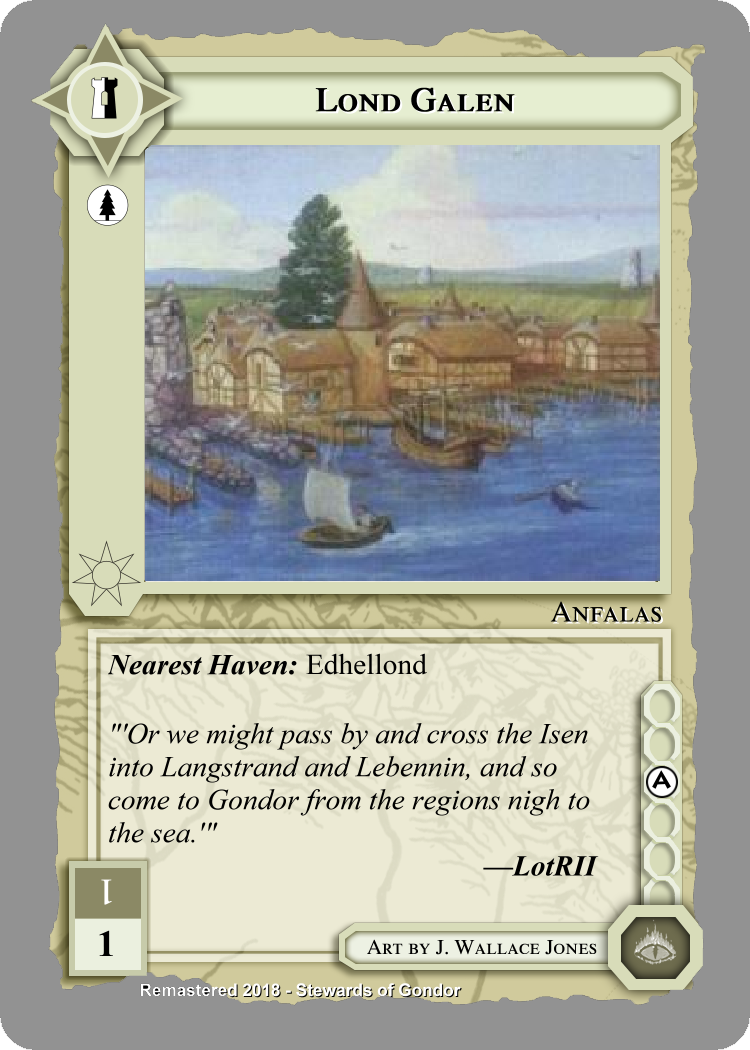 LOND GALEN
ANFALAS
Nearest Haven: Edhellond
"'Or we might pass by and cross the Isen
into Langstrand and Lebennin, and so
come to Gondor from the regions nigh to
the sea.'"
—LotRII
A
I
1
ART BY J. WALLACE JONES
Remastered 2018 - Stewards of Gondor